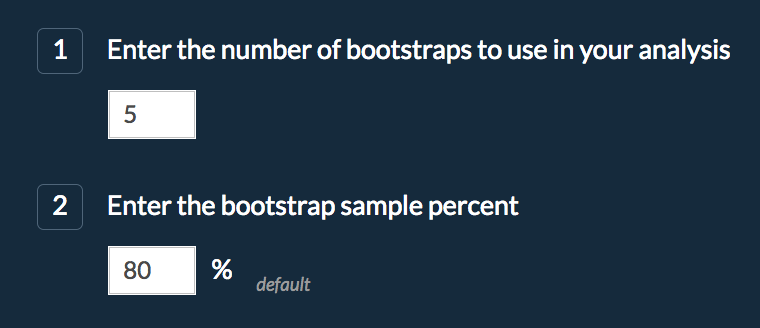 1 Enter the number of bootstraps to use in your analysis
5
2 Enter the bootstrap sample percent
80 % default